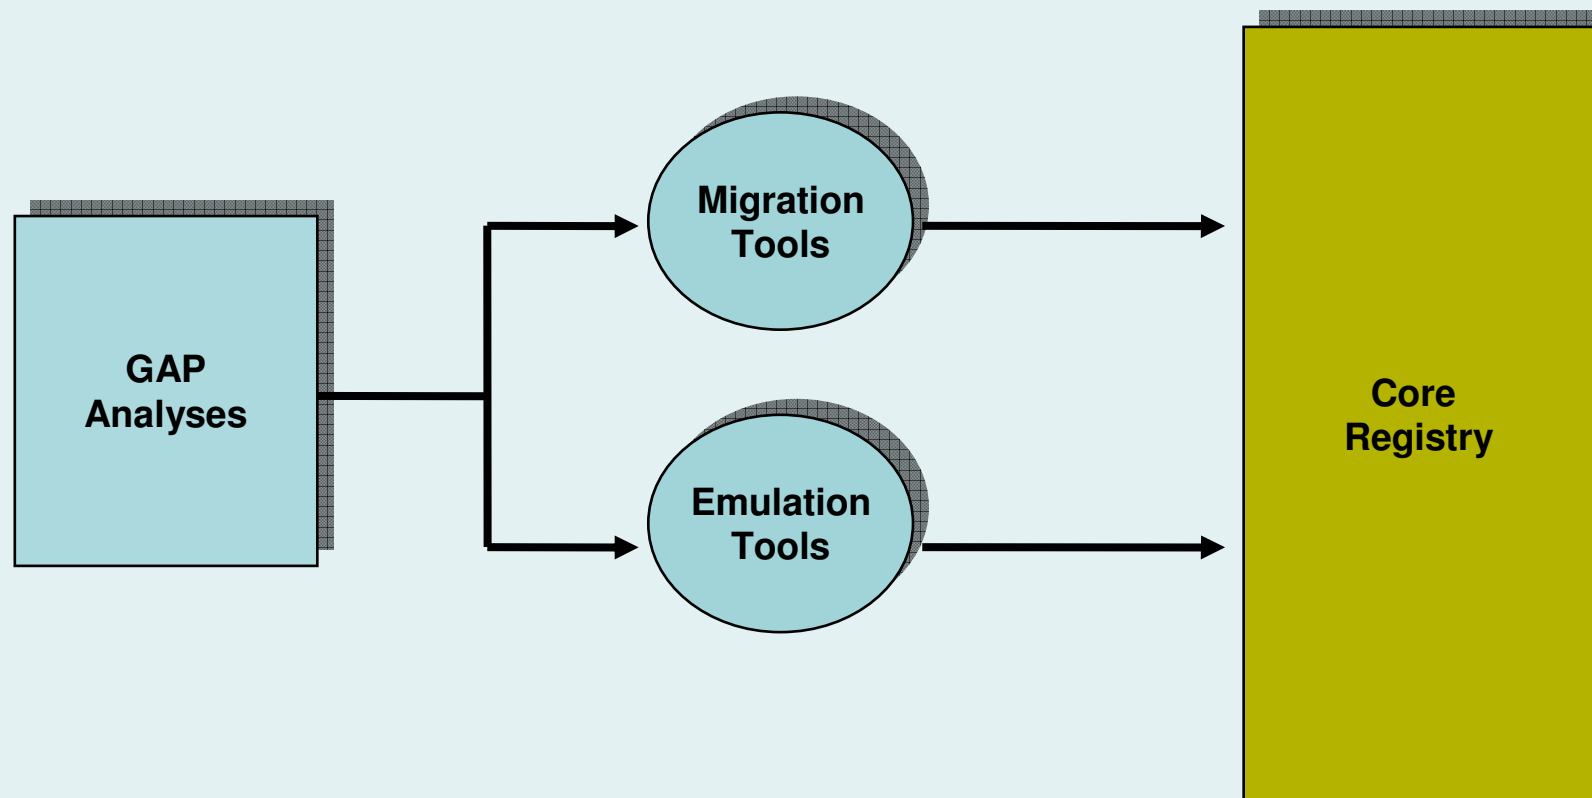 GAP
Analyses
Migration
Tools
Emulation
Tools
Core
Registry